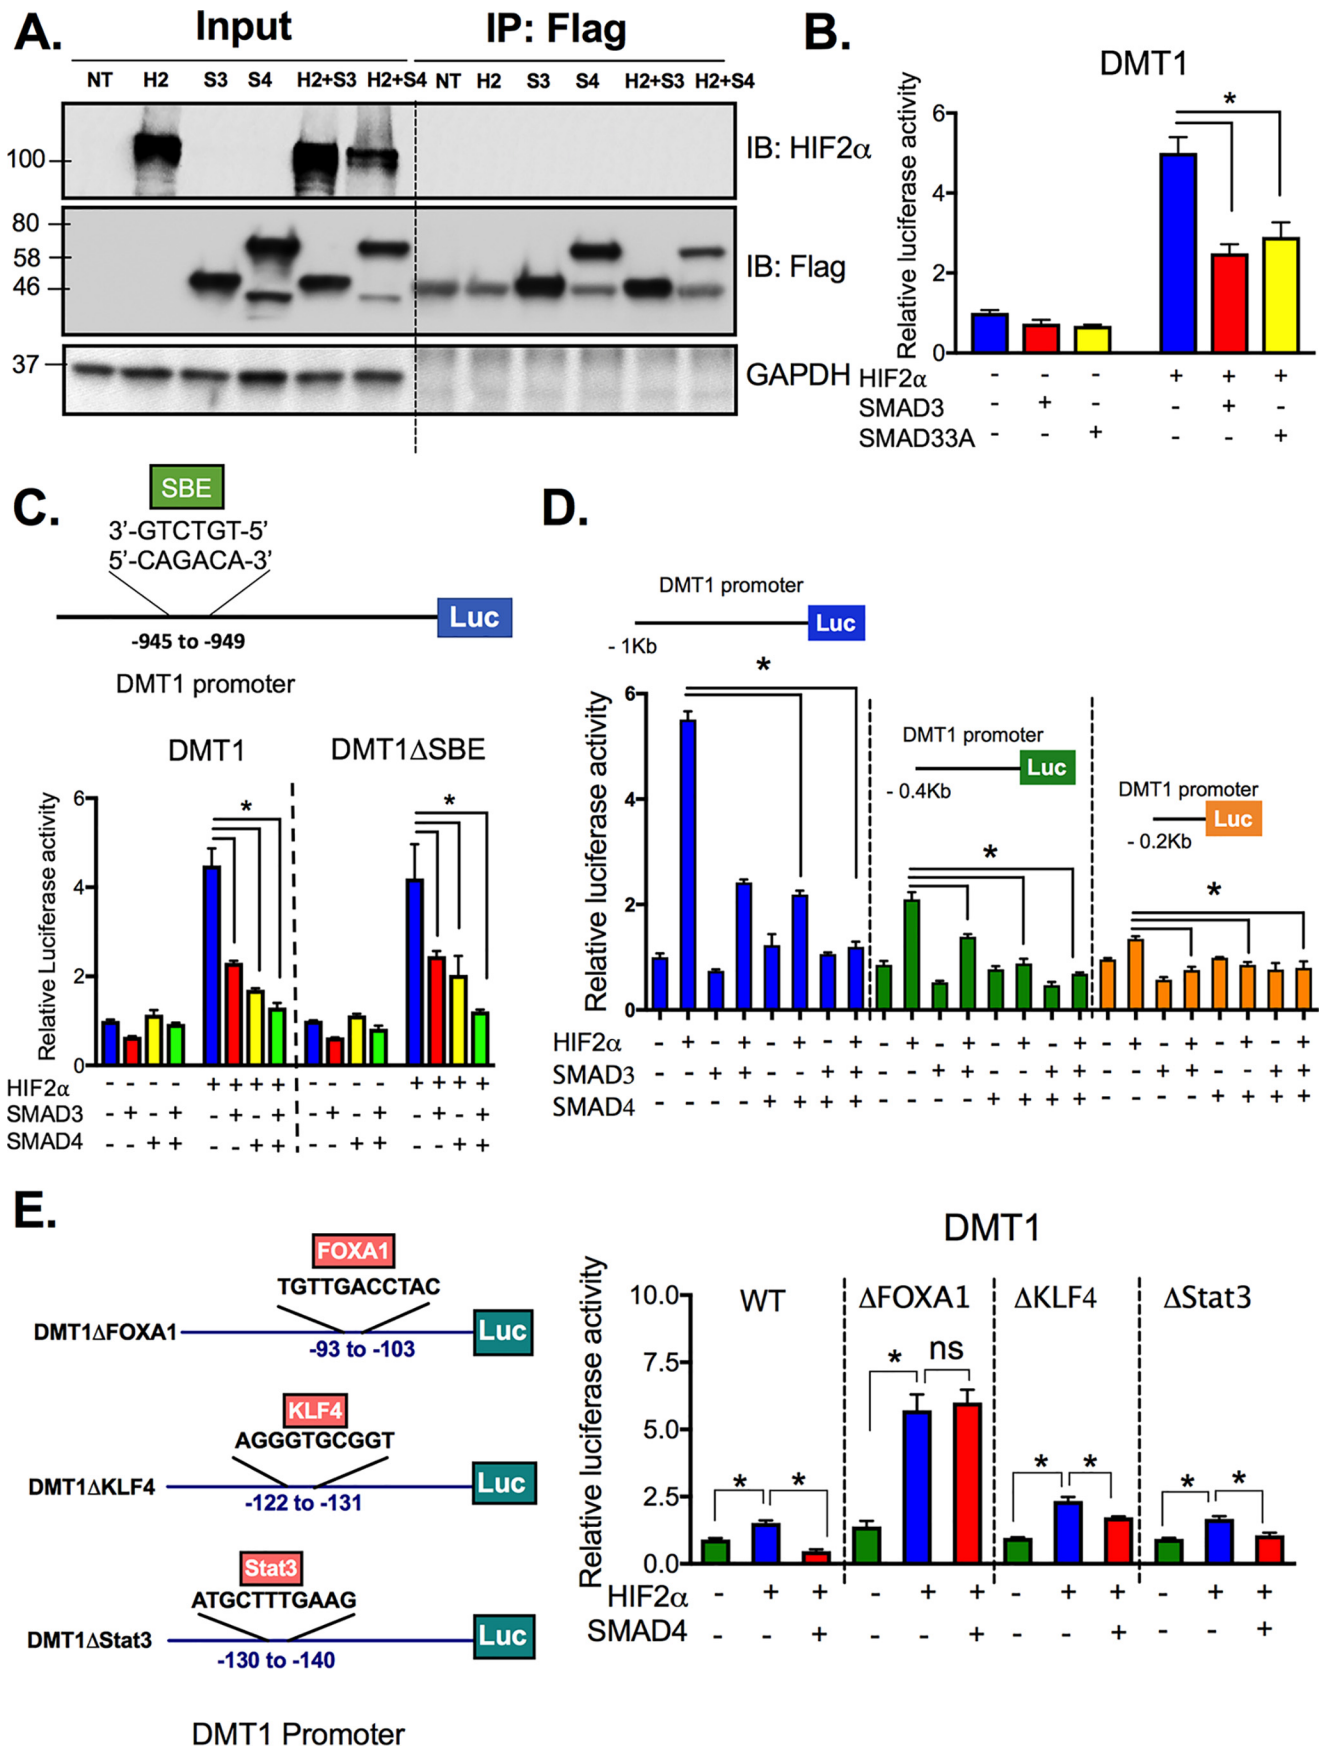 A.
Input
IP: Flag
NT H2 S3 S4 H2+S3 H2+S4 NT H2 S3 S4 H2+S3 H2+S4
100
IB: HIF2α
80
58
46
IB: Flag
37
GAPDH
B.
DMT1
Relative luciferase activity
6
4
2
0
*
HIF2α - - - + + +
SMAD3 - + - - + -
SMAD33A - - + - - +
C.
SBE
3'-GTCTGT-5'
5'-CAGACA-3'
Luc
-945 to -949
DMT1 promoter
DMT1
DMT1ΔSBE
Relative Luciferase activity
6
4
2
0
* *
HIF2α - - - - + + + + - - - - + + + +
SMAD3 - + - + - + - + - + - + - + - +
SMAD4 - - + + - - + + - - + + - - + +
D.
DMT1 promoter
Luc
- 1Kb
DMT1 promoter
Luc
- 0.4Kb
DMT1 promoter
Luc
- 0.2Kb
Relative luciferase activity
6
4
2
0
* * *
HIF2α - + - + - + - + - + - + - + - + - + - + - + - +
SMAD3 - - + + - - + + - - + + - - + + - - + + - - + +
SMAD4 - - - - + + + + - - - - + + + + - - - - + + + +
E.
FOXA1
TGTTGACCTAC
DMT1ΔFOXA1
Luc
-93 to -103
KLF4
AGGGTGCGGT
DMT1ΔKLF4
Luc
-122 to -131
Stat3
ATGCTTTGAAG
DMT1ΔStat3
Luc
-130 to -140
DMT1 Promoter
DMT1
Relative luciferase activity
10.0
7.5
5.0
2.5
0.0
WT ΔFOXA1 ΔKLF4 ΔStat3
* * * ns * * * *
HIF2α - + + - + + - + + - + +
SMAD4 - - + - - + - - + - - +